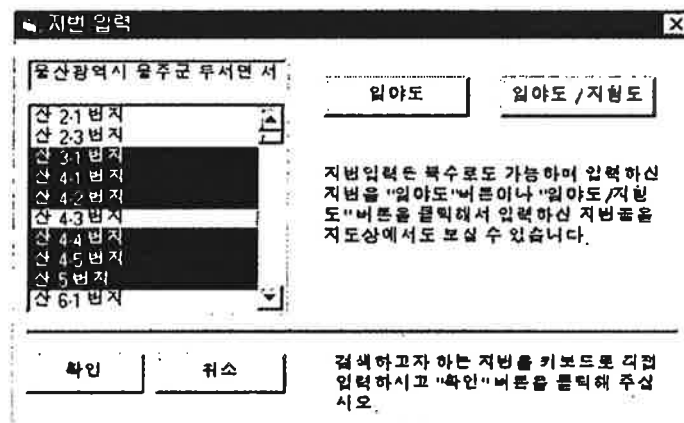 지번 입력
울산광역시 울주군 두서면 서
산 2-1 번지
산 2-3 번지
산 3-1 번지
산 4-1 번지
산 4-2 번지
산 4-3 번지
산 4-4 번지
산 4-5 번지
산 5 번지
산 6-1 번지
임야도
임야도 /지형도
지번입력은 복수로도 가능하며 입력하신
지번을 "임야도"버튼이나 "임야도/지형
도"버튼을 클릭해서 입력하신 지번들을
지도상에서도 보실 수 있습니다.
확인
취소
검색하고자 하는 지번을 키보드로 직접
입력하시고 "확인"버튼을 클릭해 주십
시오.